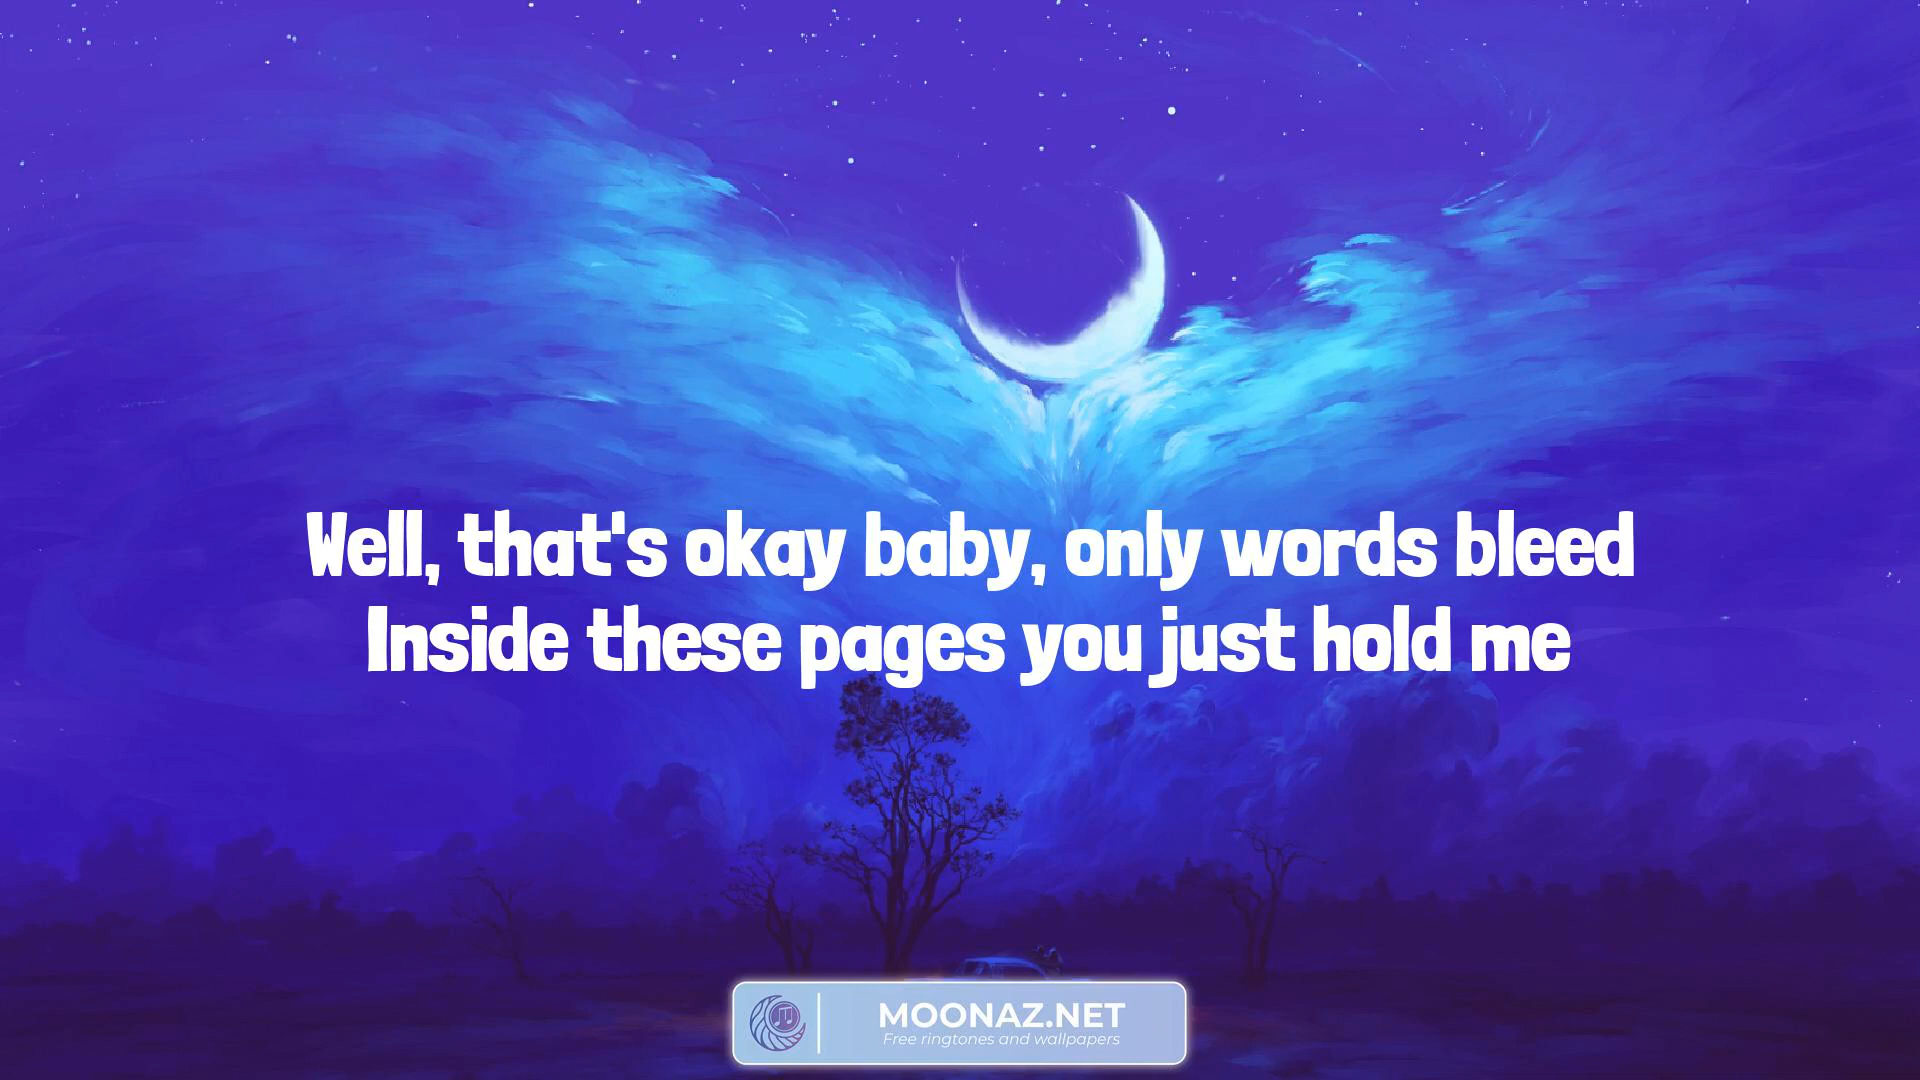 Well, that's okay baby, only words bleed
Inside these pages you just hold me
MOONAZ.NET
Free ringtones and wallpapers